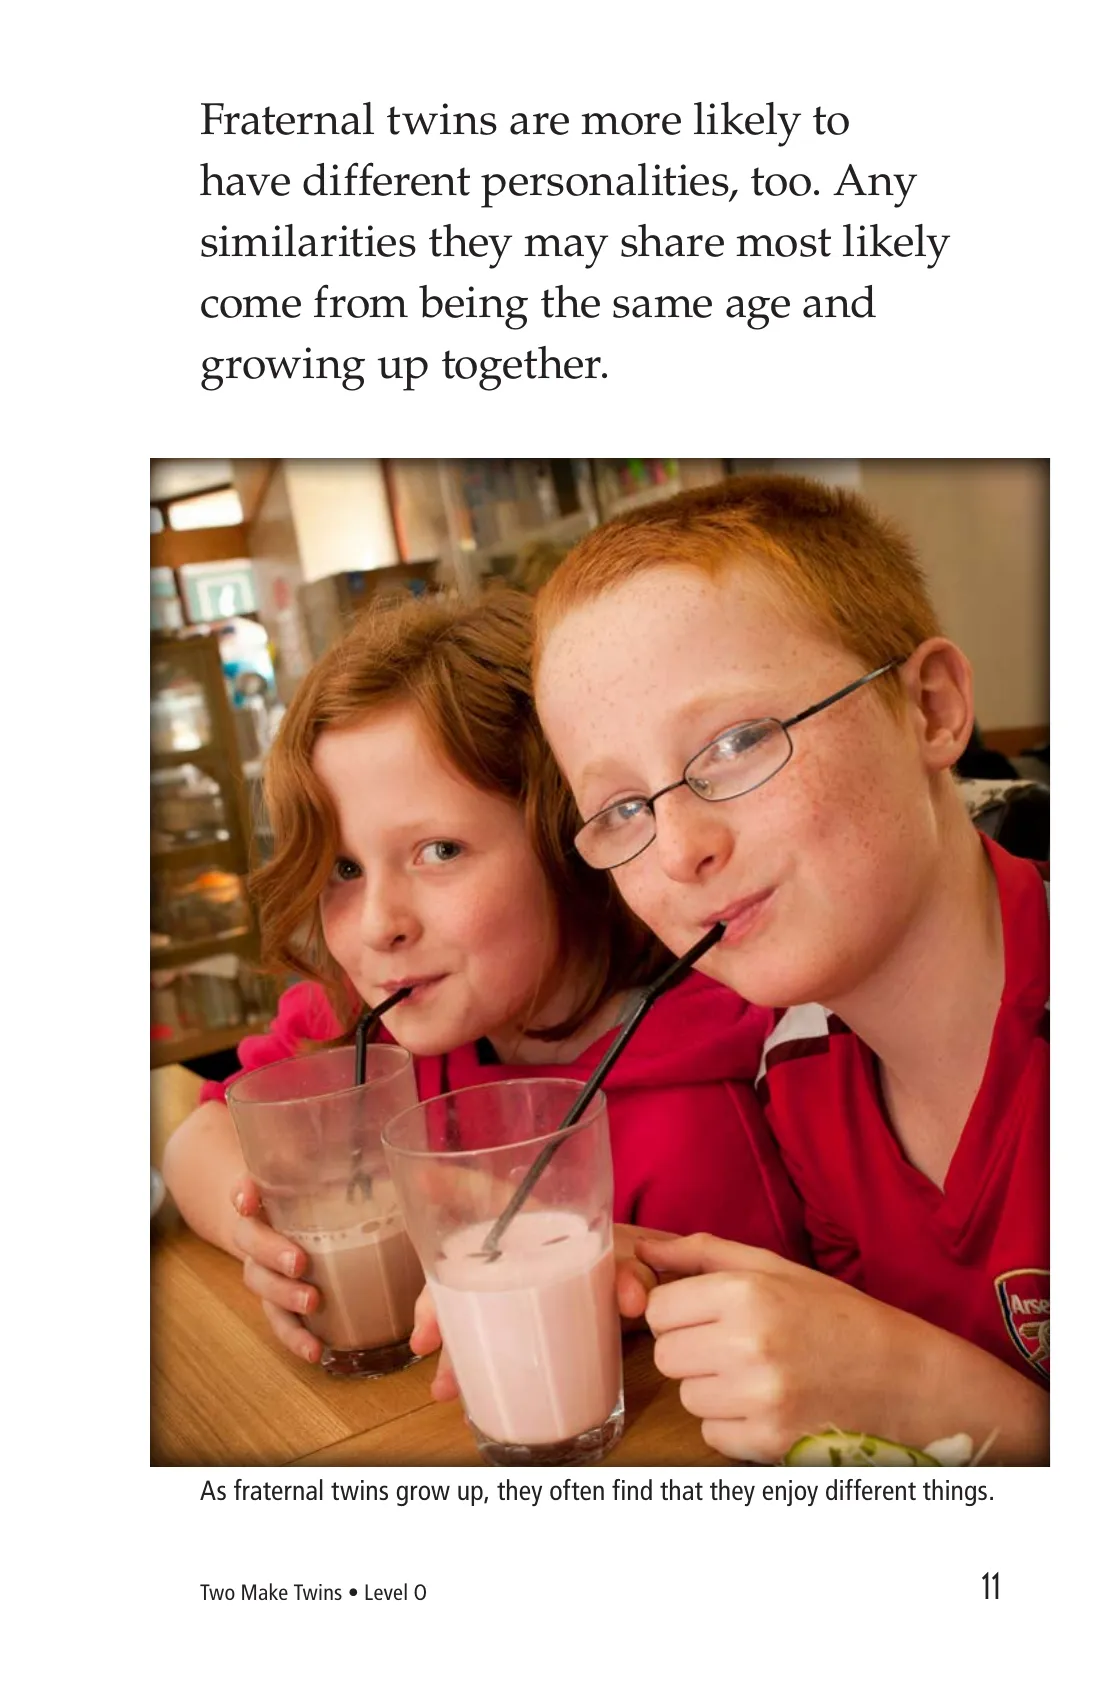 Fraternal twins are more likely to
have different personalities, too. Any
similarities they may share most likely
come from being the same age and
growing up together.
Arse
As fraternal twins grow up, they often find that they enjoy different things.
Two Make Twins • Level O
11